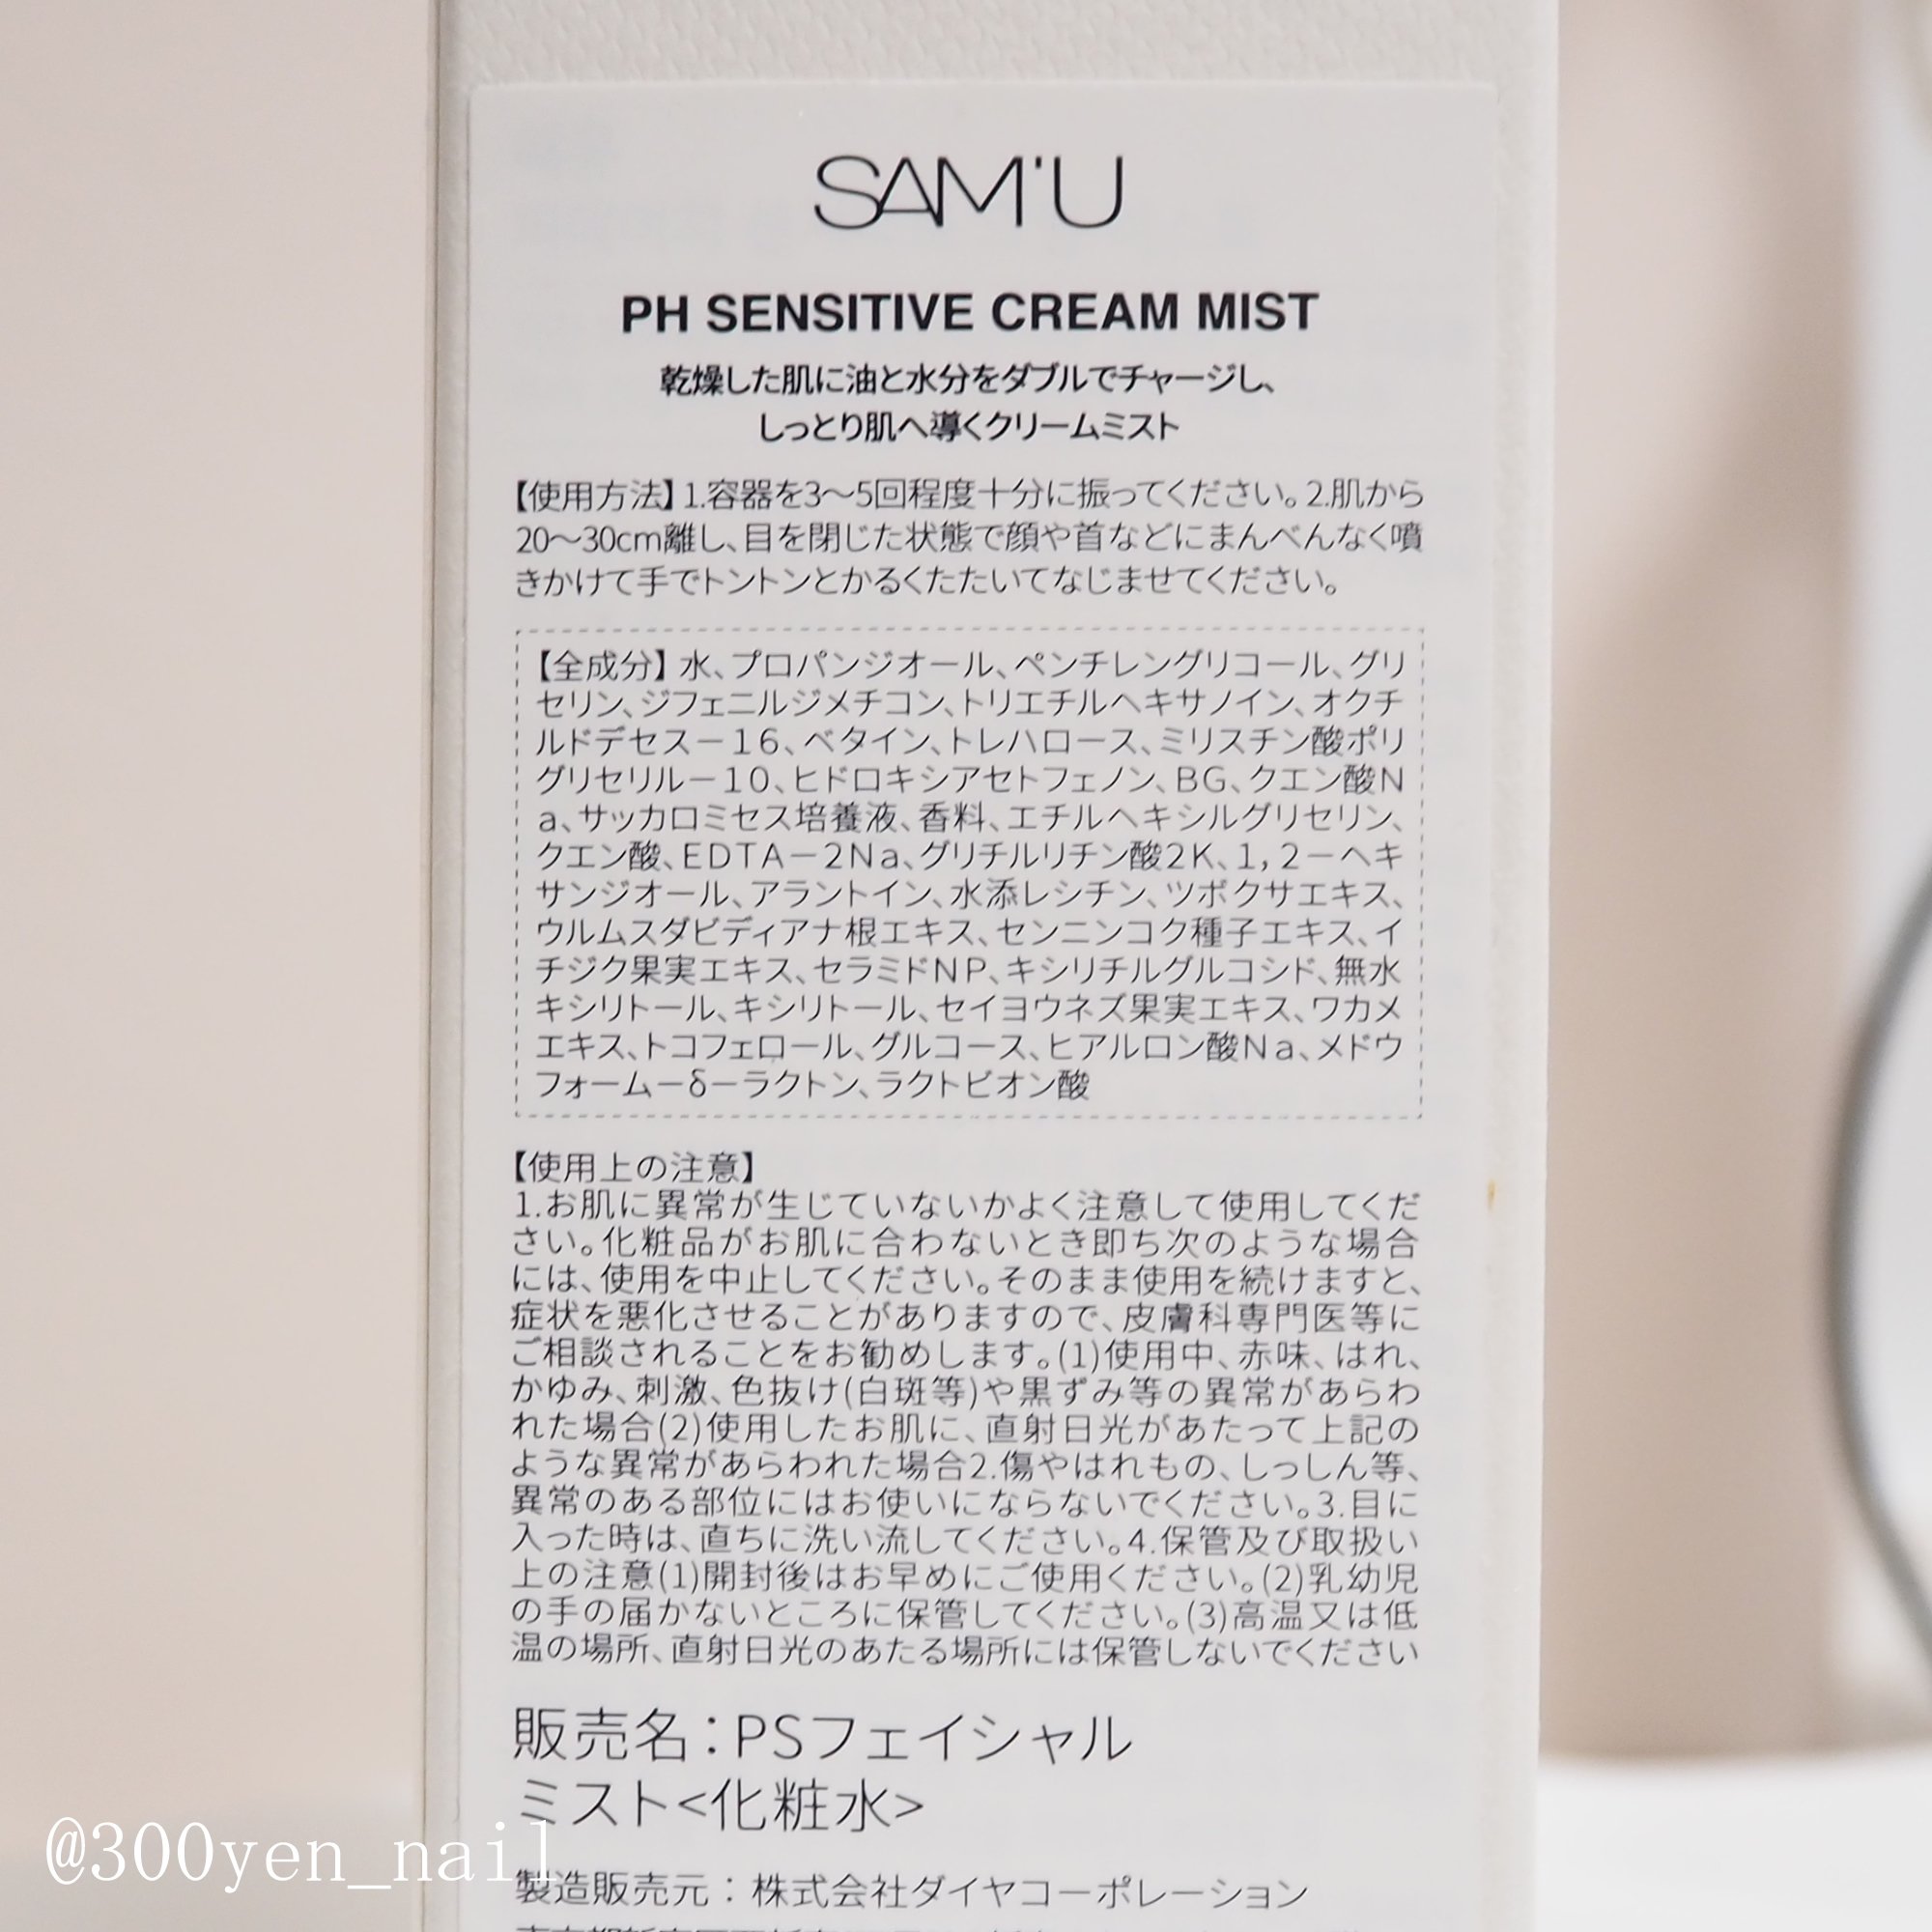 SAM'U
PH SENSITIVE CREAM MIST
乾燥した肌に油と水分をダブルでチャージし、
しっとり肌へ導くクリームミスト
【使用方法】1.容器を3〜5回程度十分に振ってください。2.肌から
20〜30cm離し、目を閉じた状態で顔や首などにまんべんなく噴
きかけて手でトントンとかるくたたいてなじませてください。
【全成分】水、プロパンジオール、ペンチレングリコール、グリ
セリン、ジフェニルジメチコン、トリエチルヘキサノイン、オクチ
ルドデセスー16、ベタイン、トレハロース、ミリスチン酸ポリ
グリセリルー10、ヒドロキシアセトフェノン、BG、クエン酸N
a、サッカロミセス培養液、香料、エチルヘキシルグリセリン、
クエン酸、EDTAー2Na、グリチルリチン酸2K、1,2ーヘキ
サンジオール、アラントイン、水添レシチン、ツボクサエキス、
ウルムスダビディアナ根エキス、センニンコク種子エキス、イ
チジク果実エキス、セラミドNP、キシリチルグルコシド、無水
キシリトール、キシリトール、セイヨウネズ果実エキス、ワカメ
エキス、トコフェロール、グルコース、ヒアルロン酸Na、メドウ
フォームーδーラクトン、ラクトビオン酸
【使用上の注意】
1.お肌に異常が生じていないかよく注意して使用してくだ
さい。化粧品がお肌に合わないとき即ち次のような場合
には、使用を中止してください。そのまま使用を続けますと、
症状を悪化させることがありますので、皮膚科専門医等に
ご相談されることをお勧めします。(1)使用中、赤味、はれ、
かゆみ、刺激、色抜け(白斑等)や黒ずみ等の異常があらわ
れた場合(2)使用したお肌に、直射日光があたって上記の
ような異常があらわれた場合2.傷やはれもの、しっしん等、
異常のある部位にはお使いにならないでください。3.目に
入った時は、直ちに洗い流してください。4.保管及び取扱い
上の注意(1)開封後はお早めにご使用ください。(2)乳幼児
の手の届かないところに保管してください。(3)高温又は低
温の場所、直射日光のあたる場所には保管しないでください
販売名：PSフェイシャル
ミスト<化粧水>
@300yen_nail
製造販売元：株式会社ダイヤコーポレーション